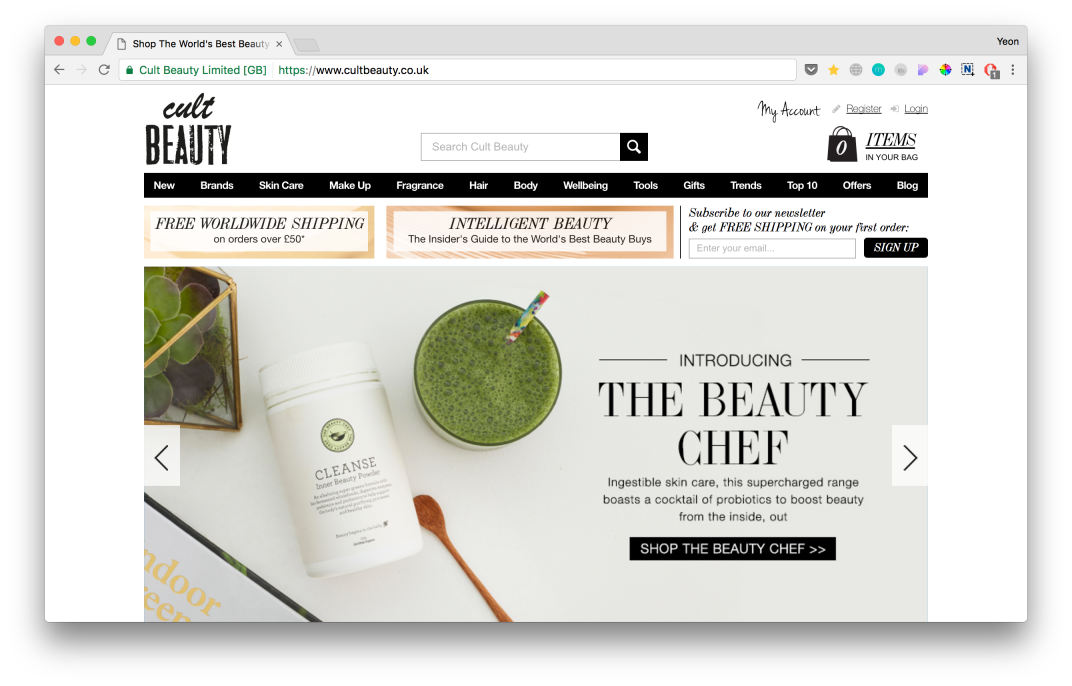 Shop The World's Best Beauty
Yeon
Cult Beauty Limited [GB]
https://www.cultbeauty.co.uk
N
1
cult
BEAUTY
My Account
Register
Login
Search Cult Beauty
0
ITEMS
IN YOUR BAG
New Brands Skin Care Make Up Fragrance Hair Body Wellbeing Tools Gifts Trends Top 10 Offers Blog
FREE WORLDWIDE SHIPPING
on orders over £50*
INTELLIGENT BEAUTY
The Insider's Guide to the World's Best Beauty Buys
Subscribe to our newsletter
& get FREE SHIPPING on your first order:
Enter your email...
SIGN UP
CLEANSE
Inner Beauty Powder
INTRODUCING
THE BEAUTY
CHEF
Ingestible skin care, this supercharged range
boasts a cocktail of probiotics to boost beauty
from the inside, out
SHOP THE BEAUTY CHEF >>
ndoor
reen